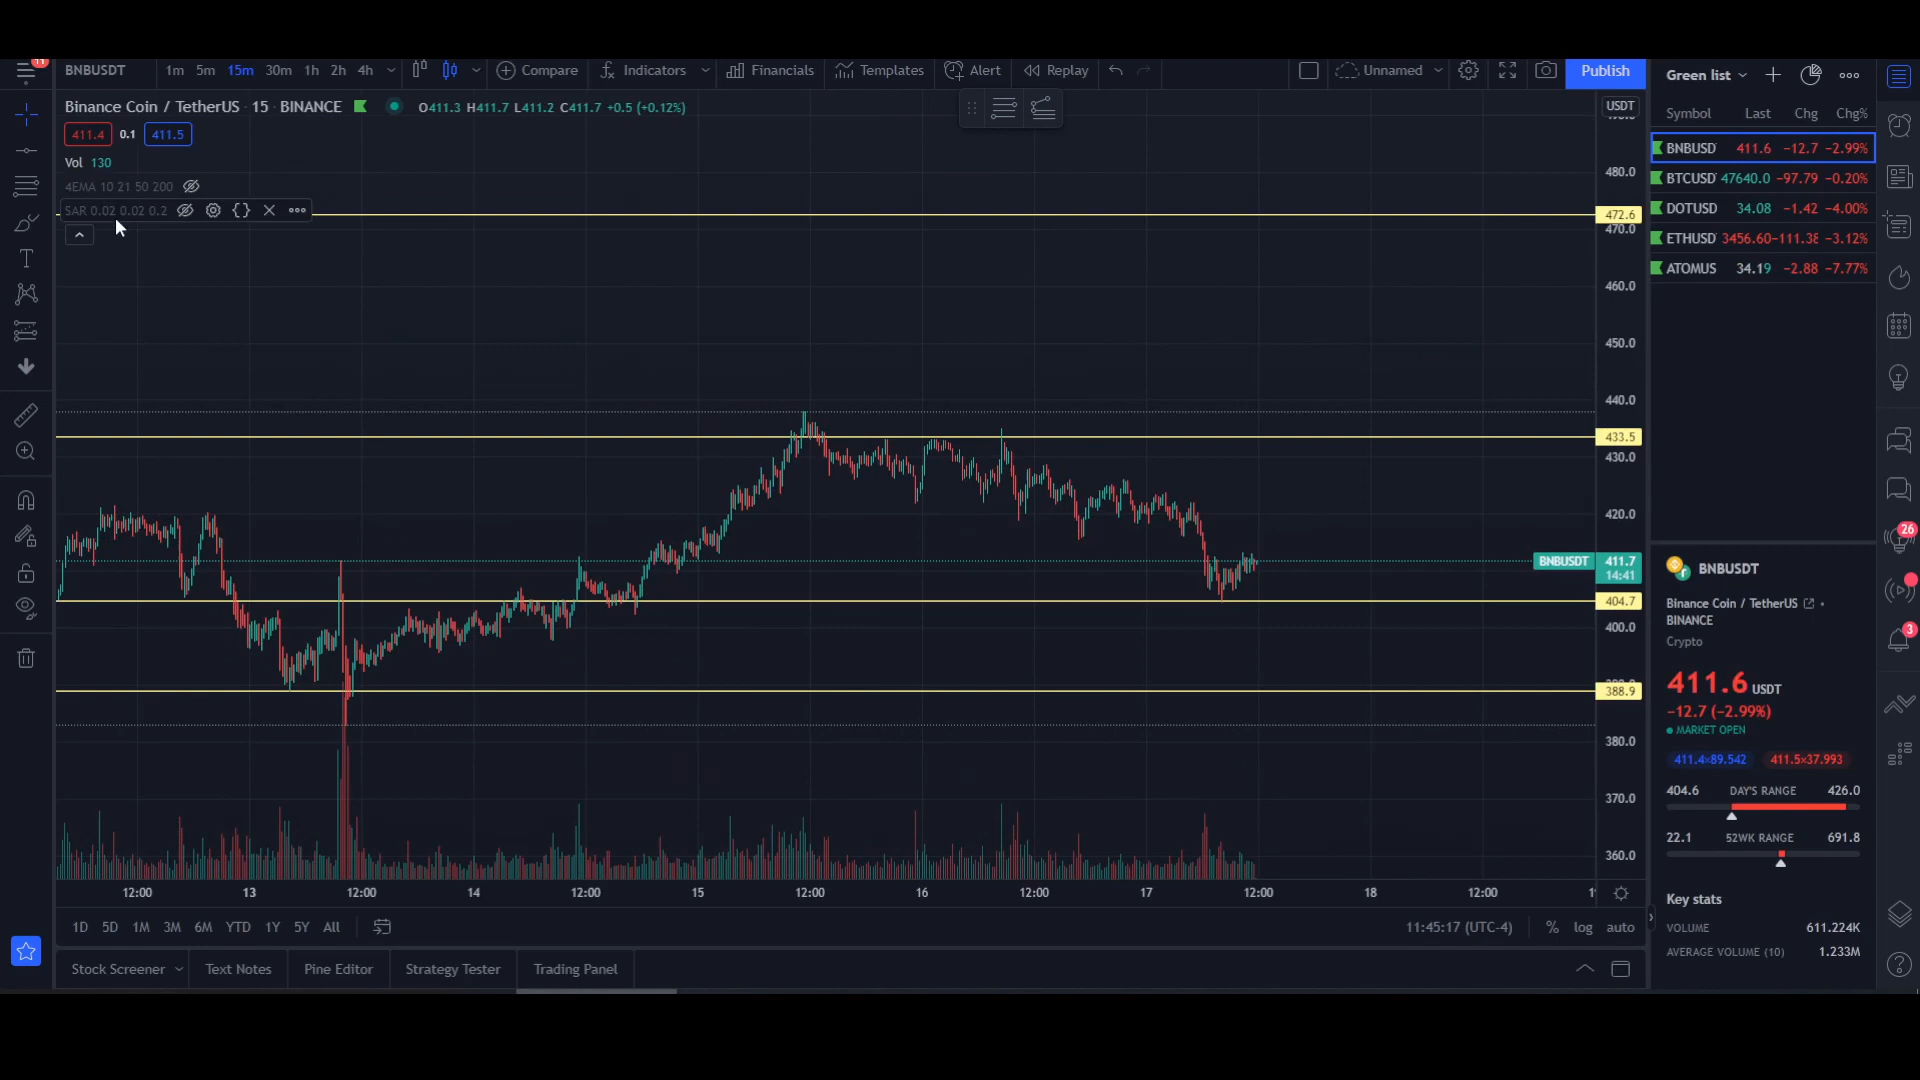 11
BNBUSDT 1m 5m 15m 30m 1h 2h 4h Compare Indicators Financials Templates Alert Replay Unnamed Publish
Green list
Binance Coin / TetherUS · 15 · BINANCE O411.3 H411.7 L411.2 C411.7 +0.5 (+0.12%)
USDT
Symbol Last Chg Chg%
411.4 0.1 411.5
Vol 130
4EMA 10 21 50 200
SAR 0.02 0.02 0.2
BNBUSD 411.6 −12.7 −2.99%
BTCUSD 47640.0 −97.79 −0.20%
DOTUSD 34.08 −1.42 −4.00%
ETHUSD 3456.60 −111.38 −3.12%
ATOMUS 34.19 −2.88 −7.77%
480.0
472.6
470.0
460.0
450.0
440.0
433.5
430.0
420.0
BNBUSDT 411.7
14:41
404.7
400.0
388.9
380.0
370.0
360.0
26
3
BNBUSDT
Binance Coin / TetherUS
BINANCE
Crypto
411.6 USDT
−12.7 (−2.99%)
MARKET OPEN
411.4×89.542 411.5×37.993
404.6 DAY'S RANGE 426.0
22.1 52WK RANGE 691.8
Key stats
VOLUME 611.224K
AVERAGE VOLUME (10) 1.233M
12:00 13 12:00 14 12:00 15 12:00 16 12:00 17 12:00 18 12:00
1D 5D 1M 3M 6M YTD 1Y 5Y All 11:45:17 (UTC-4) % log auto
Stock Screener Text Notes Pine Editor Strategy Tester Trading Panel